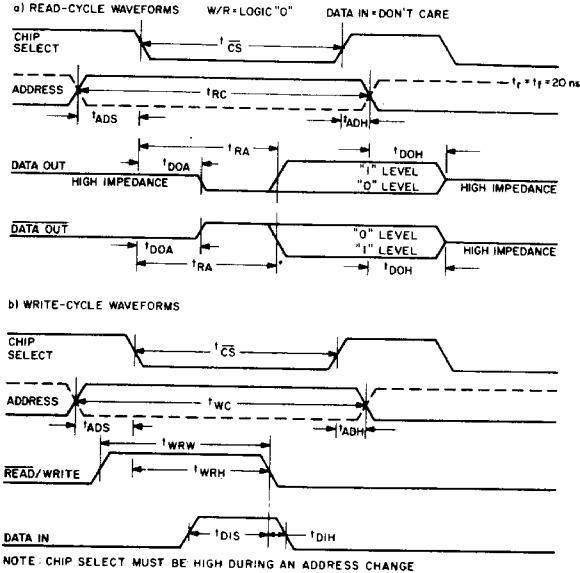 a) READ-CYCLE WAVEFORMS W/R=LOGIC "0" DATA IN=DON'T CARE
CHIP SELECT
t CS
ADDRESS
tRC
tr=tf=20 ns
tADS
tADH
tRA
tDOA
tDOH
DATA OUT
HIGH IMPEDANCE
"1" LEVEL
"0" LEVEL
HIGH IMPEDANCE
DATA OUT
tDOA
"0" LEVEL
"1" LEVEL
HIGH IMPEDANCE
tRA
tDOH
b) WRITE-CYCLE WAVEFORMS
CHIP SELECT
t CS
ADDRESS
tWC
tADS
tADH
tWRW
READ/WRITE
tWRH
DATA IN
tDIS
tDIH
NOTE: CHIP SELECT MUST BE HIGH DURING AN ADDRESS CHANGE